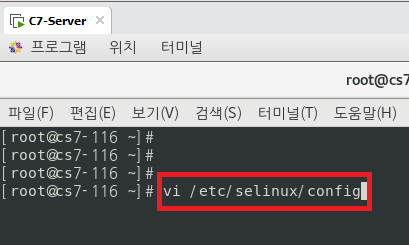 C7-Server ×
프로그램 위치 터미널
root@cs7
파일(F) 편집(E) 보기(V) 검색(S) 터미널(T) 도움말(H)
[root@cs7-116 ~]#
[root@cs7-116 ~]#
[root@cs7-116 ~]#
[root@cs7-116 ~]# vi /etc/selinux/config